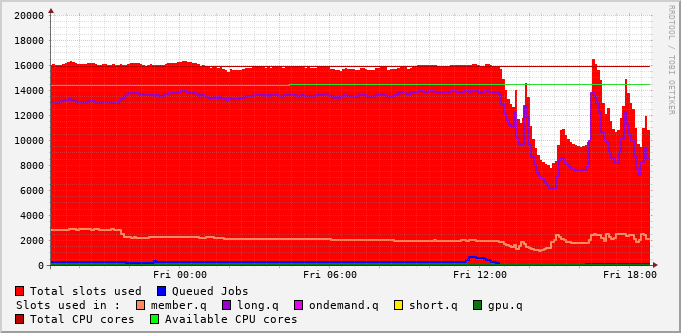 20000
18000
16000
14000
12000
10000
8000
6000
4000
2000
0
Fri 00:00 Fri 06:00 Fri 12:00 Fri 18:00
RRDTOOL / TOBI OETIKER
Total slots used Queued Jobs
Slots used in : member.q long.q ondemand.q short.q gpu.q
Total CPU cores Available CPU cores